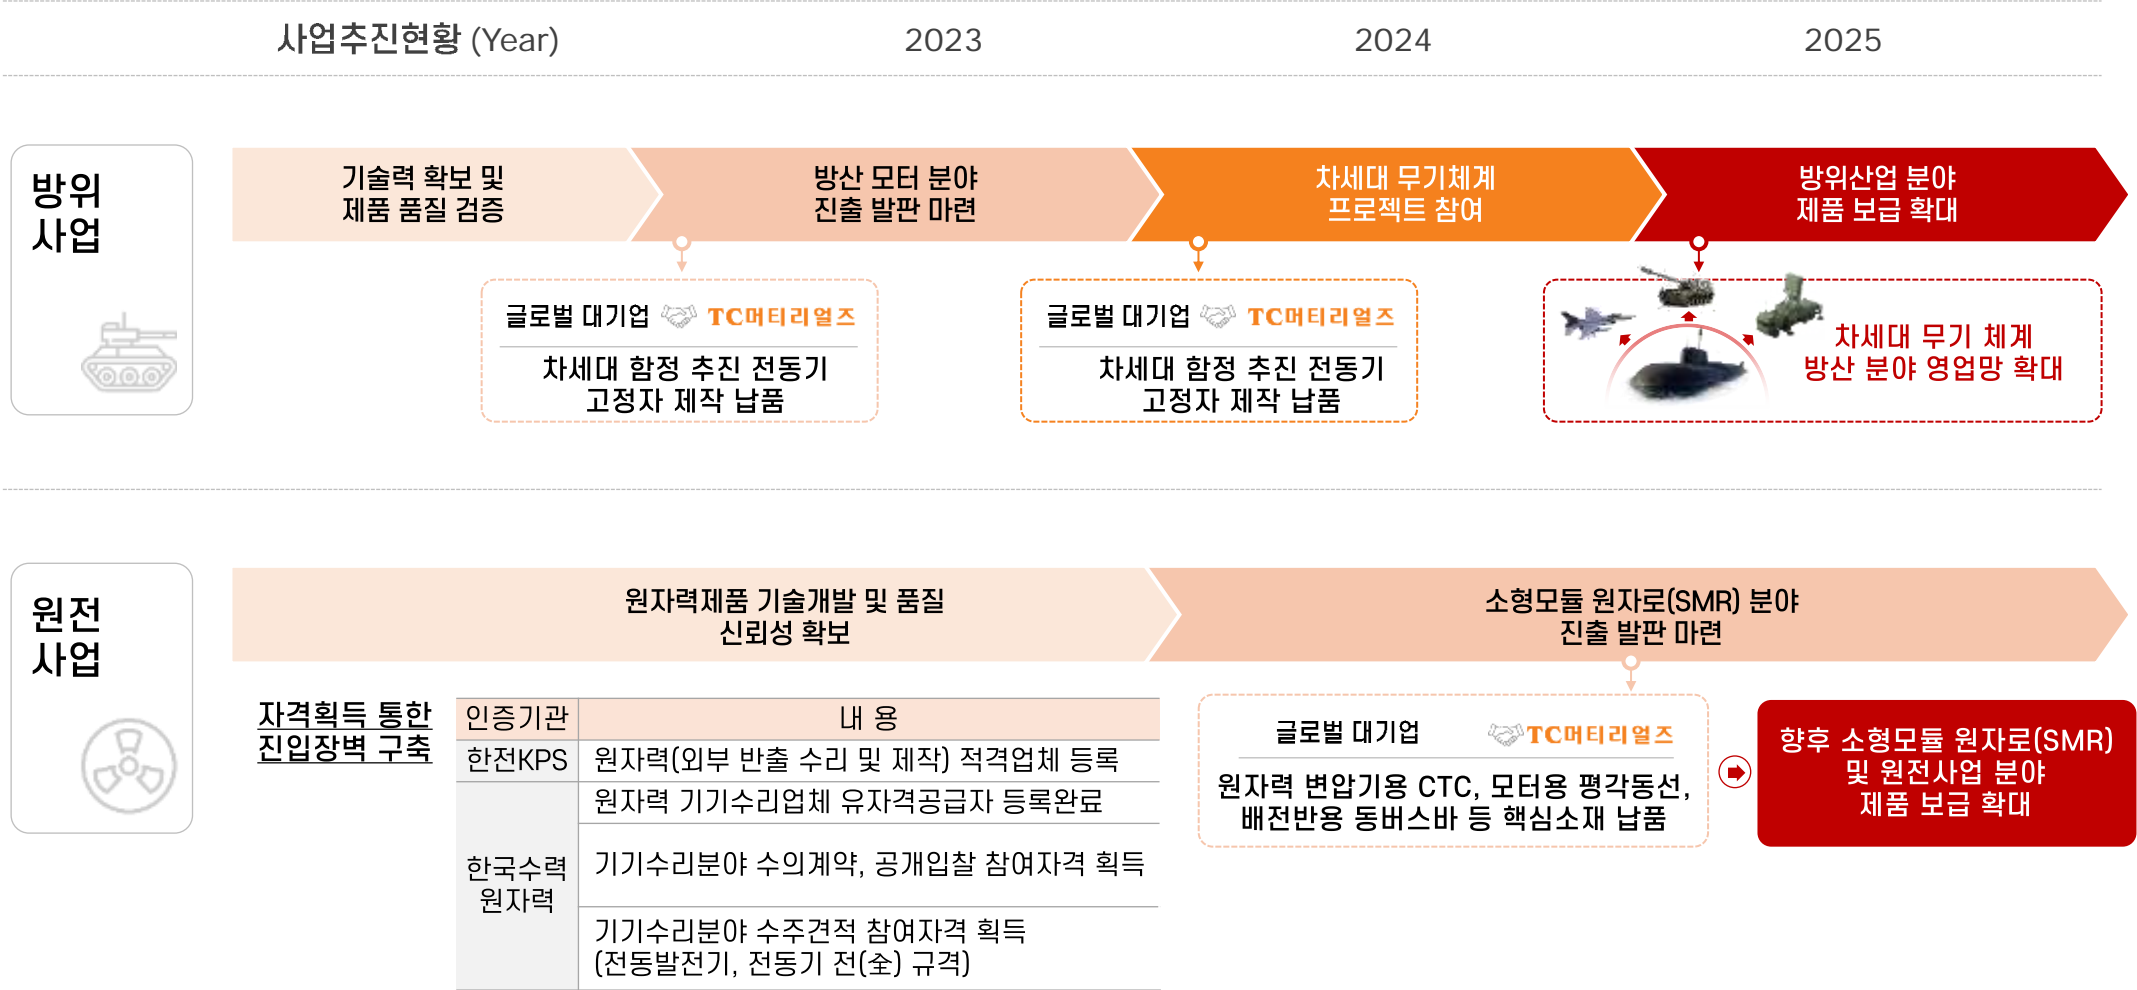 사업추진현황 (Year)
2023
2024
2025
방위
사업
기술력 확보 및
제품 품질 검증
방산 모터 분야
진출 발판 마련
차세대 무기체계
프로젝트 참여
방위산업 분야
제품 보급 확대
글로벌 대기업 TC머티리얼즈
차세대 함정 추진 전동기
고정자 제작 납품
글로벌 대기업 TC머티리얼즈
차세대 함정 추진 전동기
고정자 제작 납품
차세대 무기 체계
방산 분야 영업망 확대
원전
사업
원자력제품 기술개발 및 품질
신뢰성 확보
소형모듈 원자로(SMR) 분야
진출 발판 마련
자격획득 통한
진입장벽 구축
인증기관
내 용
한전KPS
원자력(외부 반출 수리 및 제작) 적격업체 등록
한국수력
원자력
원자력 기기수리업체 유자격공급자 등록완료
기기수리분야 수의계약, 공개입찰 참여자격 획득
기기수리분야 수주견적 참여자격 획득
(전동발전기, 전동기 전(全) 규격)
글로벌 대기업 TC머티리얼즈
원자력 변압기용 CTC, 모터용 평각동선,
배전반용 동버스바 등 핵심소재 납품
향후 소형모듈 원자로(SMR)
및 원전사업 분야
제품 보급 확대